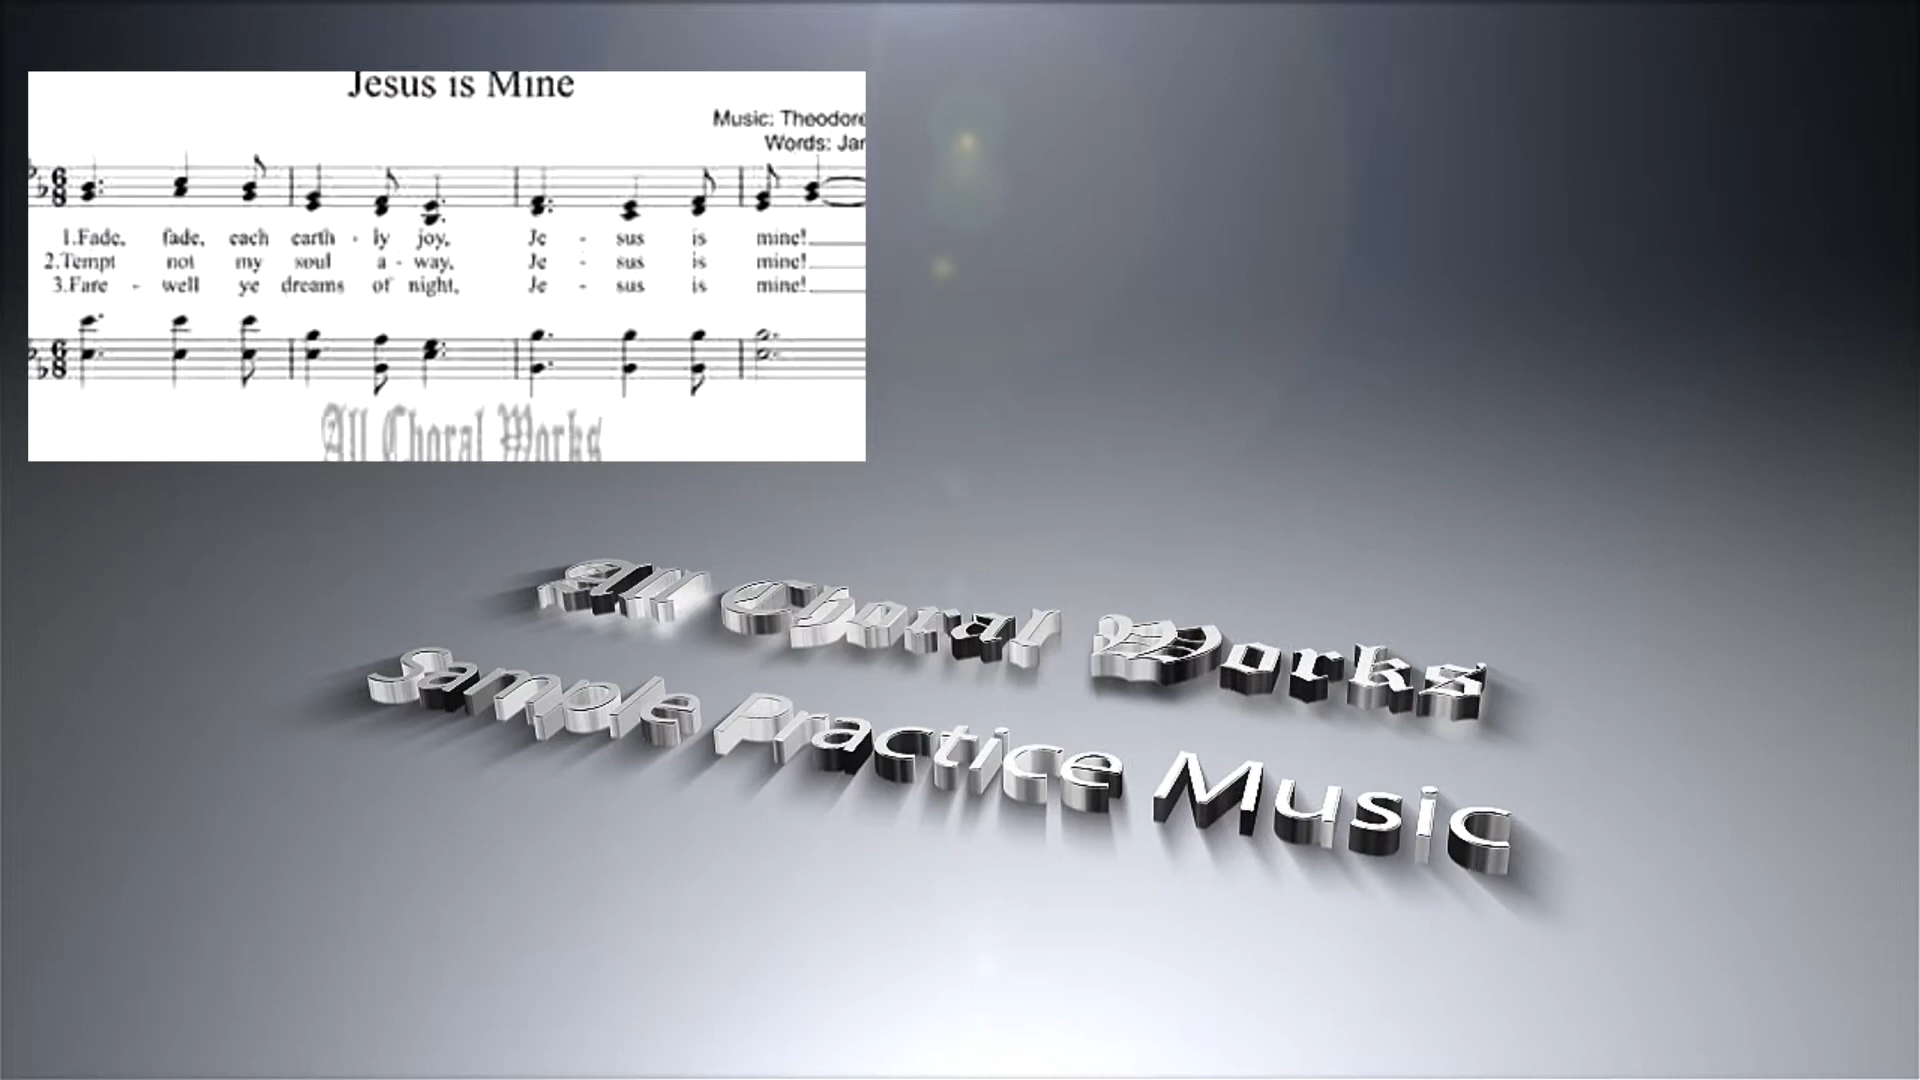 Jesus is Mine
Music: Theodore
Words: Jan
1.Fade, fade, each earth - ly joy, Je - sus is mine!
2.Tempt not my soul a - way, Je - sus is mine!
3.Fare - well ye dreams of night, Je - sus is mine!
All Choral Works
All Choral Works
Sample Practice Music